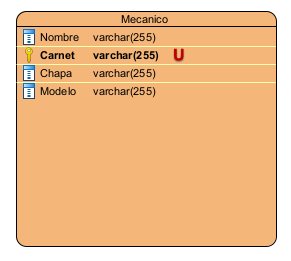 Mecanico
Nombre varchar(255)
Carnet varchar(255) U
Chapa varchar(255)
Modelo varchar(255)